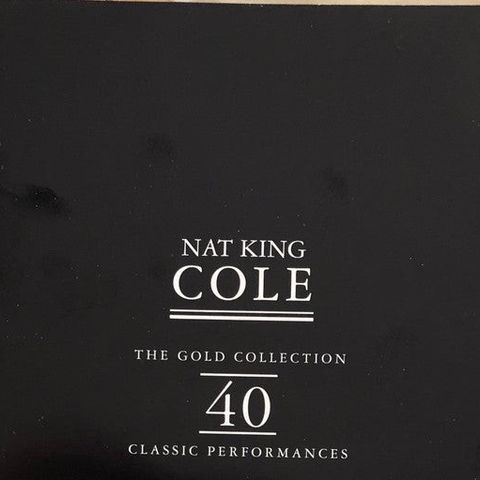 NAT KING
COLE
THE GOLD COLLECTION
40
CLASSIC PERFORMANCES